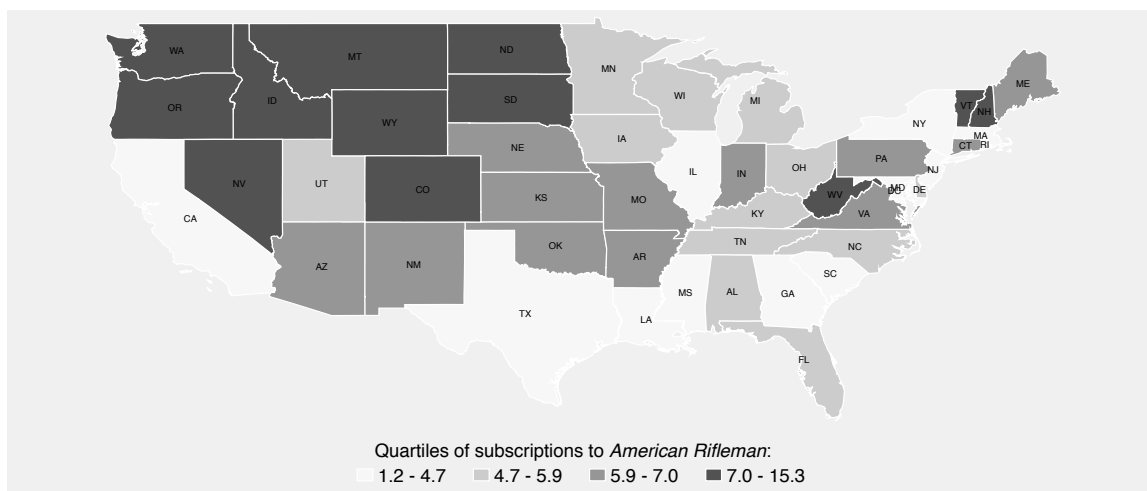 WA
MT
ND
MN
OR
ID
SD
WI
MI
ME
VT
NH
NY
WY
MA
CT
RI
NE
IA
PA
NJ
NV
UT
CO
IL
IN
OH
MD
DC
DE
CA
KS
MO
WV
KY
VA
AZ
NM
OK
AR
TN
NC
SC
TX
LA
MS
AL
GA
FL
Quartiles of subscriptions to American Rifleman:
1.2 - 4.7 4.7 - 5.9 5.9 - 7.0 7.0 - 15.3